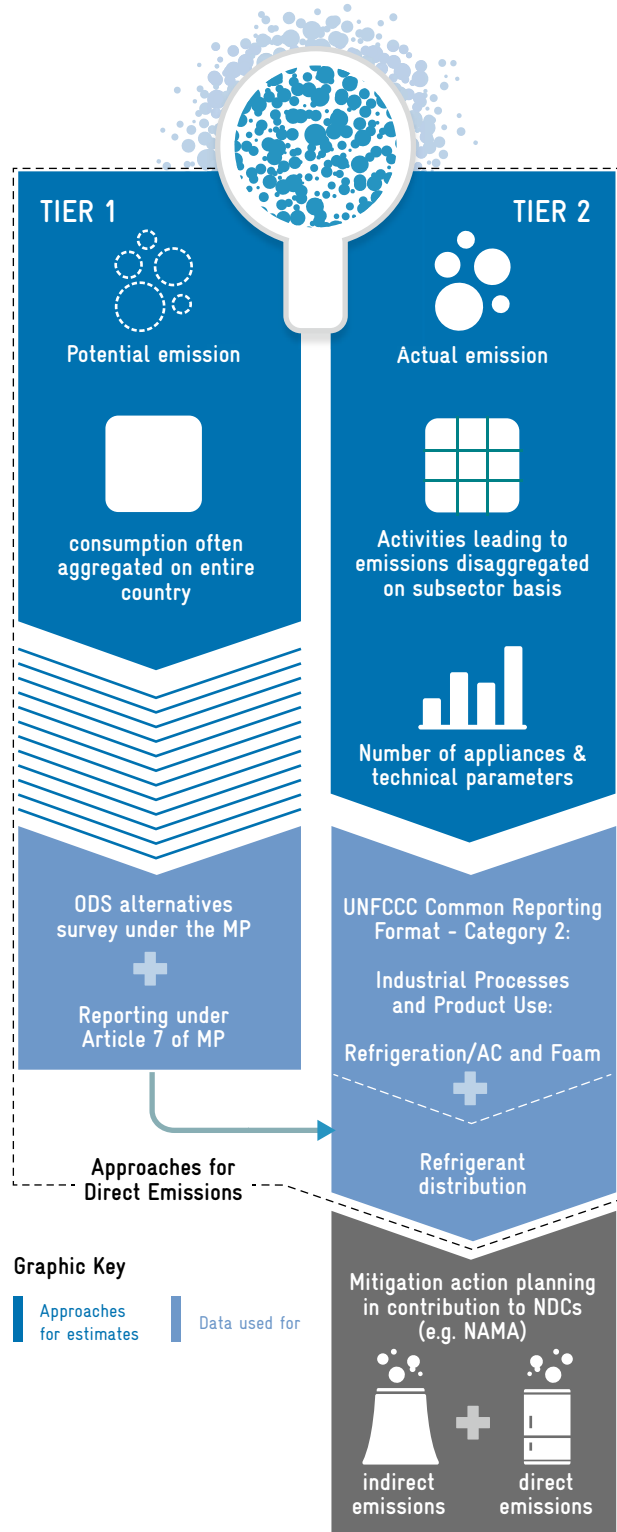 TIER 1
Potential emission
consumption often
aggregated on entire
country
ODS alternatives
survey under the MP
Reporting under
Article 7 of MP
TIER 2
Actual emission
Activities leading to
emissions disaggregated
on subsector basis
Number of appliances &
technical parameters
UNFCCC Common Reporting
Format - Category 2:
Industrial Processes
and Product Use:
Refrigeration/AC and Foam
Refrigerant
distribution
Approaches for
Direct Emissions
Mitigation action planning
in contribution to NDCs
(e.g. NAMA)
indirect
emissions
direct
emissions
Graphic Key
Approaches
for estimates
Data used for